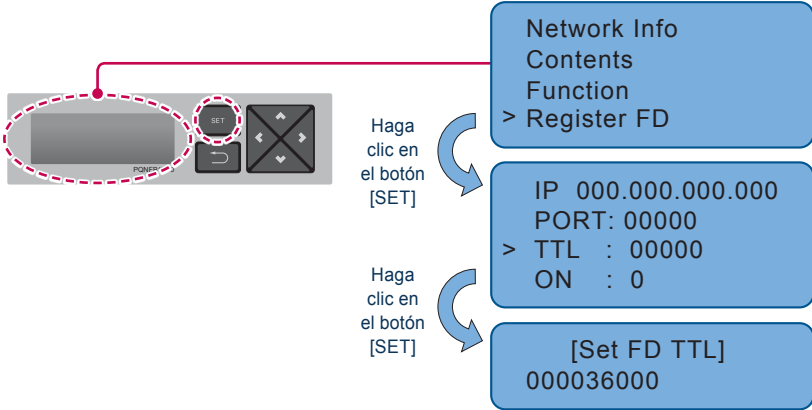 Network Info
Contents
Function
> Register FD
SET
Haga
clic en
el botón
[SET]
IP 000.000.000.000
PORT: 00000
> TTL : 00000
ON : 0
Haga
clic en
el botón
[SET]
[Set FD TTL]
000036000